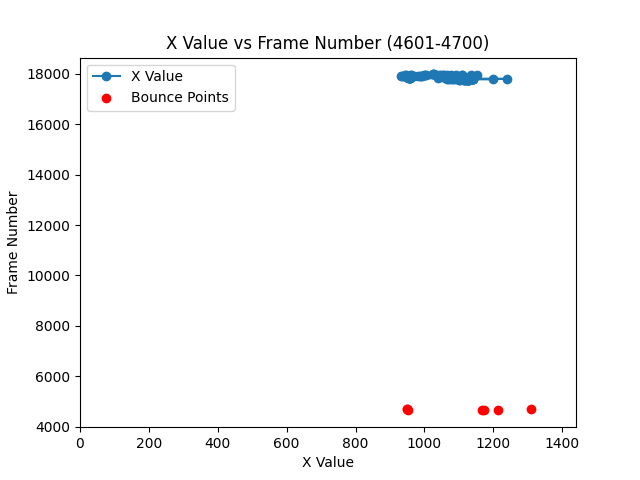 X Value vs Frame Number (4601-4700)
X Value
Bounce Points
Frame Number
18000
16000
14000
12000
10000
8000
6000
4000
0 200 400 600 800 1000 1200 1400
X Value